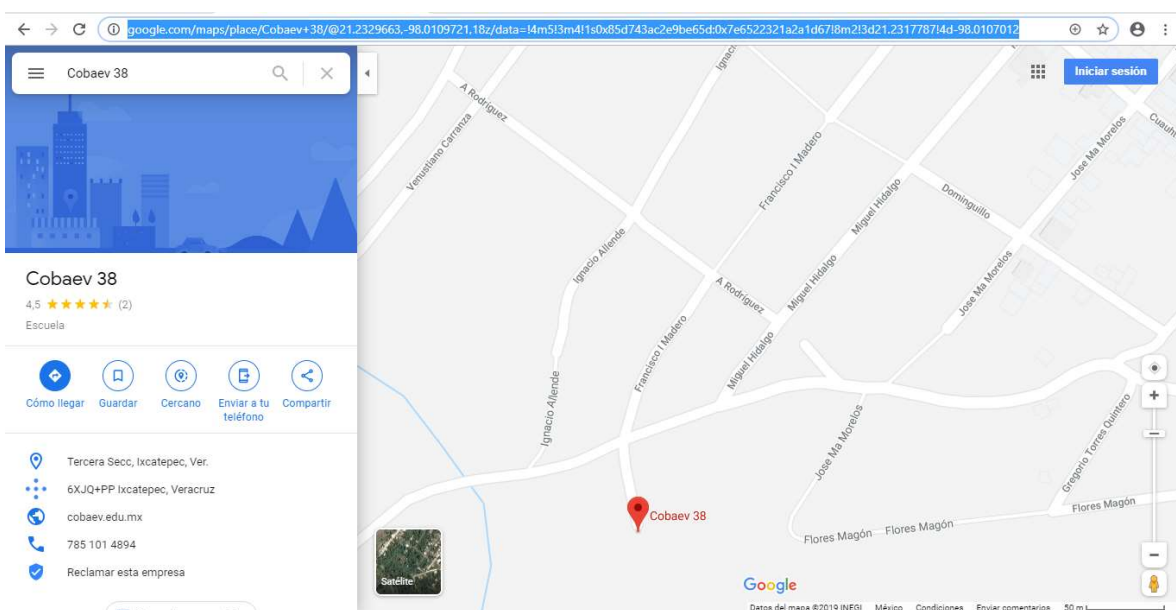 google.com/maps/place/Cobaev+38/@21.2329663,-98.0109721,18z/data=!4m5!3m4!1s0x85d743ac2e9be65d:0x7e6522321a2a1d67!8m2!3d21.2317787!4d-98.0107012
Cobaev 38
Iniciar sesión
Cobaev 38
4,5 (2)
Escuela
Cómo llegar
Guardar
Cercano
Enviar a tu teléfono
Compartir
Tercera Secc, Ixcatepec, Ver.
6XJQ+PP Ixcatepec, Veracruz
cobaev.edu.mx
785 101 4894
Reclamar esta empresa
A Rodriguez
Venustiano Carranza
Francisco I Madero
Miguel Hidalgo
Dominguillo
Jose Ma Morelos
Ignacio Allende
A Rodriguez
Miguel Hidalgo
Jose Ma Morelos
Francisco I Madero
Miguel Hidalgo
Ignacio Allende
Jose Ma Morelos
Gregorio Torres Quintero
Flores Magón
Cobaev 38
Flores Magón
Flores Magón
Satélite
Google
Datos del mapa ©2019 INEGI México Condiciones Enviar comentarios 50 m